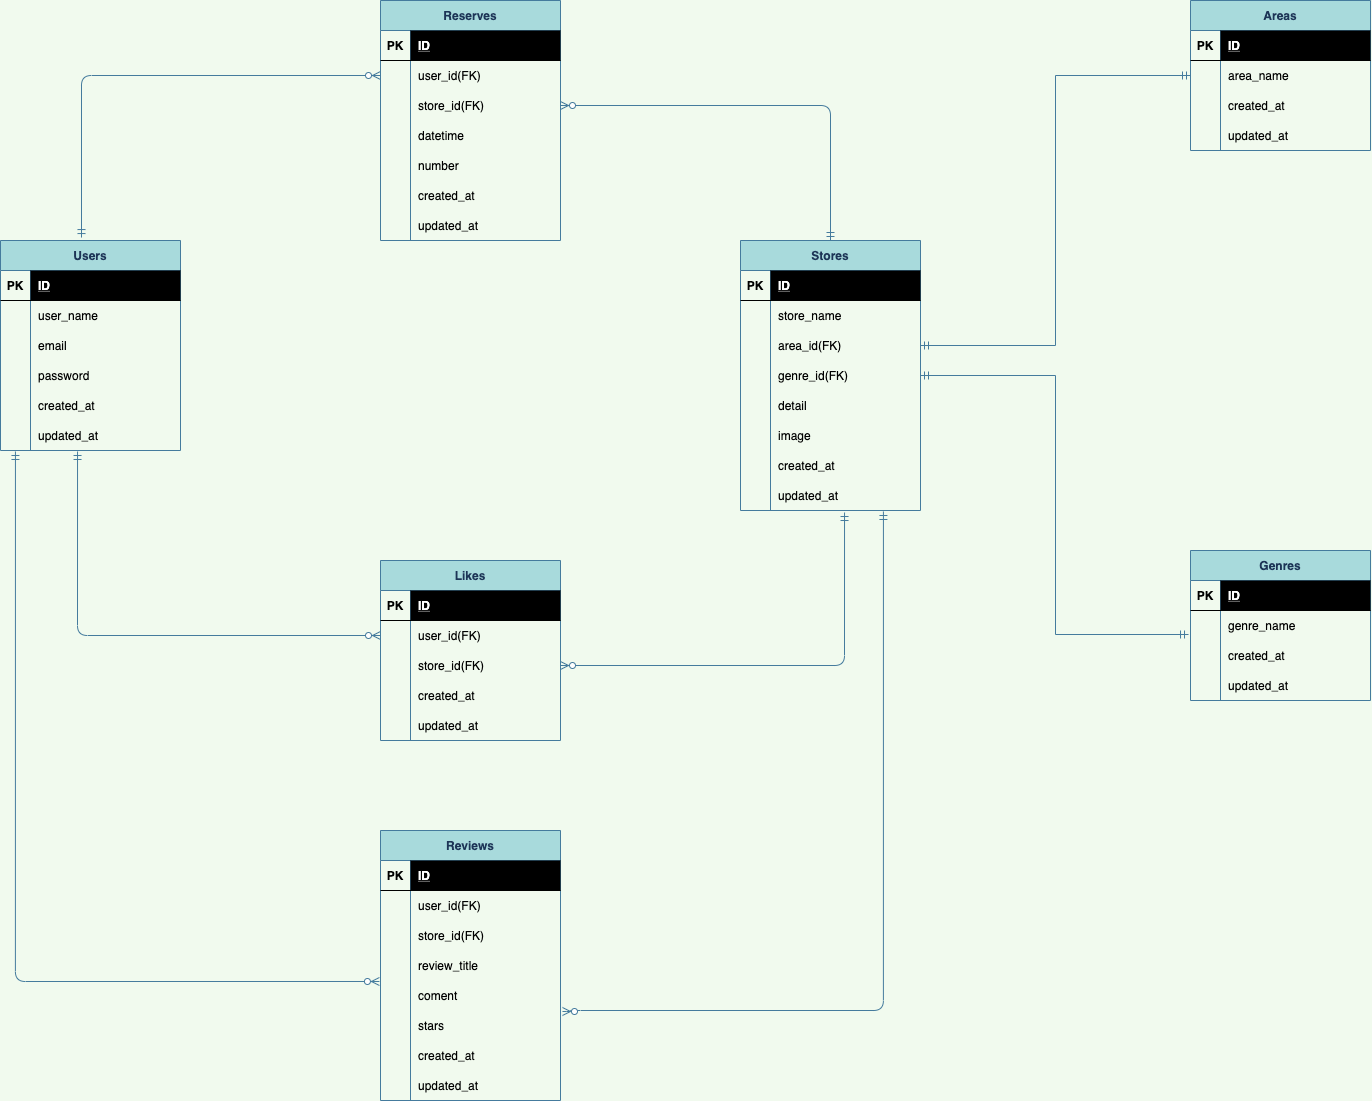 Reserves
PK ID
user_id(FK)
store_id(FK)
datetime
number
created_at
updated_at
Areas
PK ID
area_name
created_at
updated_at
Users
PK ID
user_name
email
password
created_at
updated_at
Stores
PK ID
store_name
area_id(FK)
genre_id(FK)
detail
image
created_at
updated_at
Likes
PK ID
user_id(FK)
store_id(FK)
created_at
updated_at
Genres
PK ID
genre_name
created_at
updated_at
Reviews
PK ID
user_id(FK)
store_id(FK)
review_title
coment
stars
created_at
updated_at